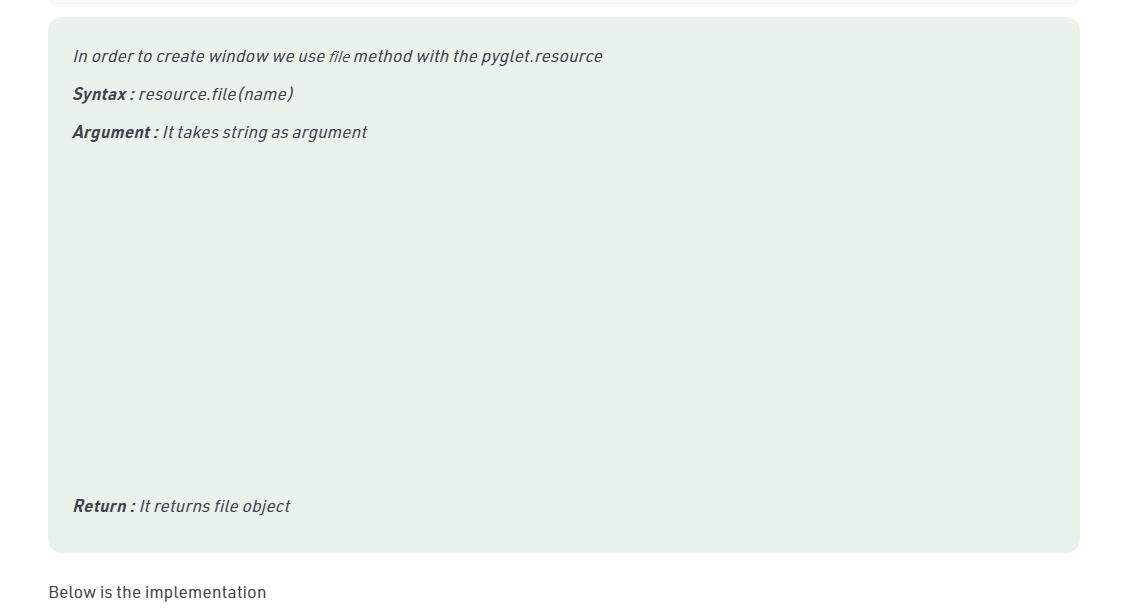 In order to create window we use file method with the pyglet.resource
Syntax : resource.file(name)
Argument : It takes string as argument
Return : It returns file object
Below is the implementation